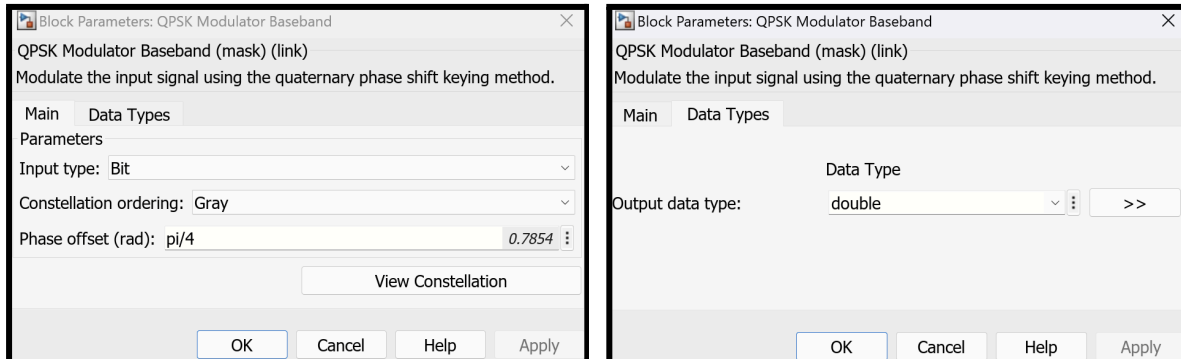 Block Parameters: QPSK Modulator Baseband
QPSK Modulator Baseband (mask) (link)
Modulate the input signal using the quaternary phase shift keying method.
Main Data Types
Parameters
Input type: Bit
Constellation ordering: Gray
Phase offset (rad): pi/4 0.7854
View Constellation
OK Cancel Help Apply
Block Parameters: QPSK Modulator Baseband
QPSK Modulator Baseband (mask) (link)
Modulate the input signal using the quaternary phase shift keying method.
Main Data Types
Data Type
Output data type: double >>
OK Cancel Help Apply